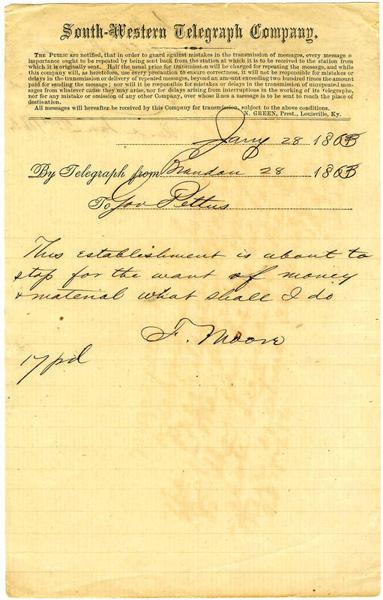 South-Western Telegraph Company.
The Public are notified, that in order to guard against mistakes in the transmission of messages, every message of
importance ought to be repeated by being sent back from the station at which it is to be received to the station from
which it is originally sent. Half the usual price for transmission will be charged for repeating the message, and while
this company will, as heretofore, use every precaution to ensure correctness, it will not be responsible for mistakes or
delays in the transmission or delivery of repeated messages, beyond an amount exceeding two hundred times the amount
paid for sending the message; nor will it be responsible for mistakes or delays in the transmission of unrepeated messages
from whatever cause they may arise, nor for delays arising from interruptions in the working of its Telegraphs,
nor for any mistake or omission of any other Company, over whose lines a message is to be sent to reach the place of
destination.
All messages will hereafter be received by this Company for transmission, subject to the above conditions.
N. GREEN, Prest., Louisville, Ky.
Jany 28 1863
By Telegraph from Brandon 28 1863
To Gov Pettus
This establishment is about to
stop for the want of money
& material what shall I do
F. Moore
17 pd